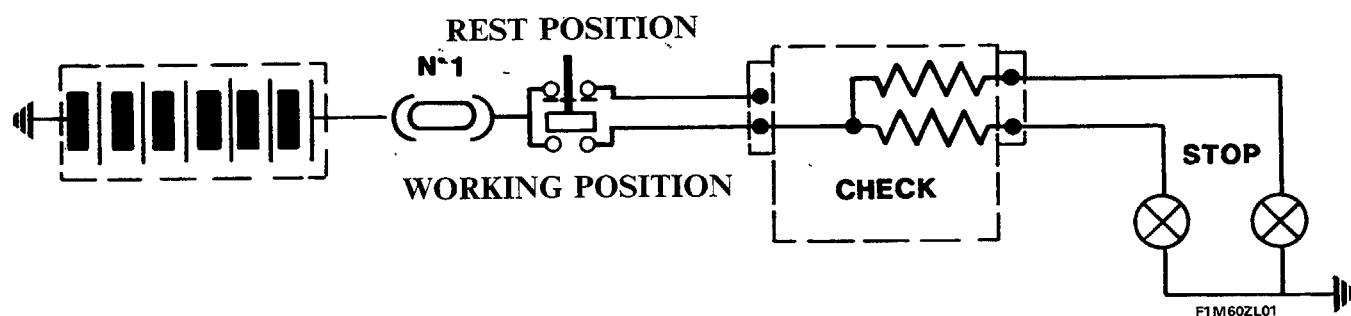 REST POSITION
N·1
WORKING POSITION
CHECK
STOP
F1M60ZL01